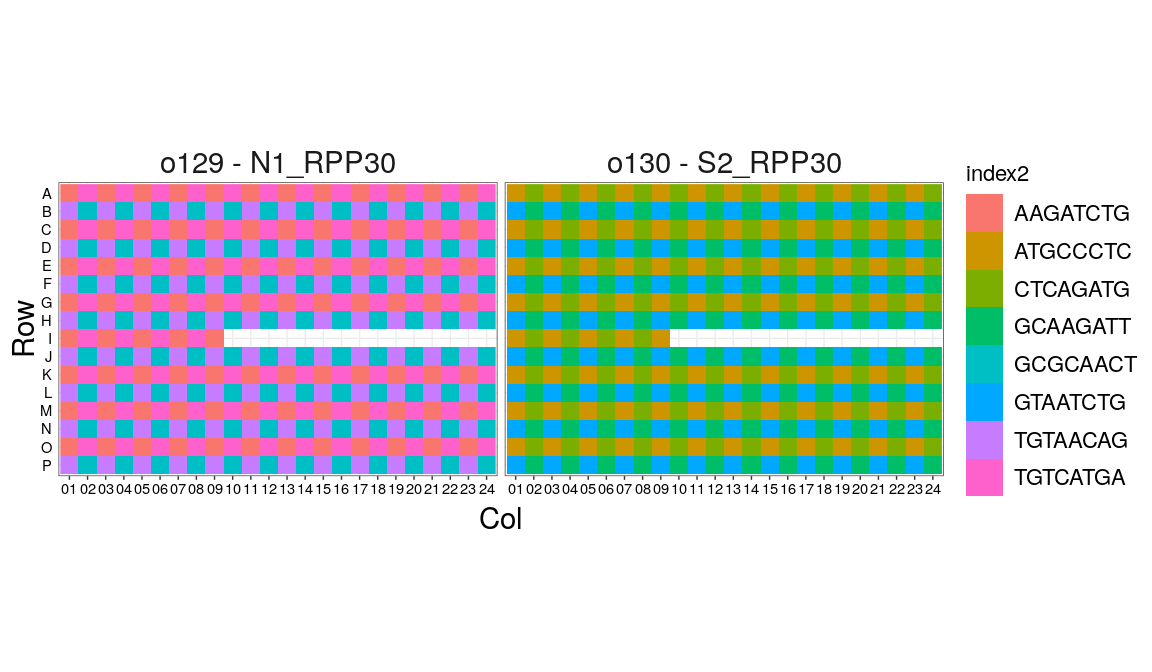 o129 - N1_RPP30
o130 - S2_RPP30
Row
A
B
C
D
E
F
G
H
I
J
K
L
M
N
O
P
01 02 03 04 05 06 07 08 09 10 11 12 13 14 15 16 17 18 19 20 21 22 23 24
01 02 03 04 05 06 07 08 09 10 11 12 13 14 15 16 17 18 19 20 21 22 23 24
Col
index2
AAGATCTG
ATGCCCTC
CTCAGATG
GCAAGATT
GCGCAACT
GTAATCTG
TGTAACAG
TGTCATGA